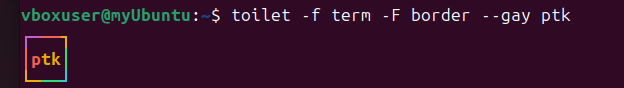 vboxuser@myUbuntu:~$ toilet -f term -F border --gay ptk
ptk